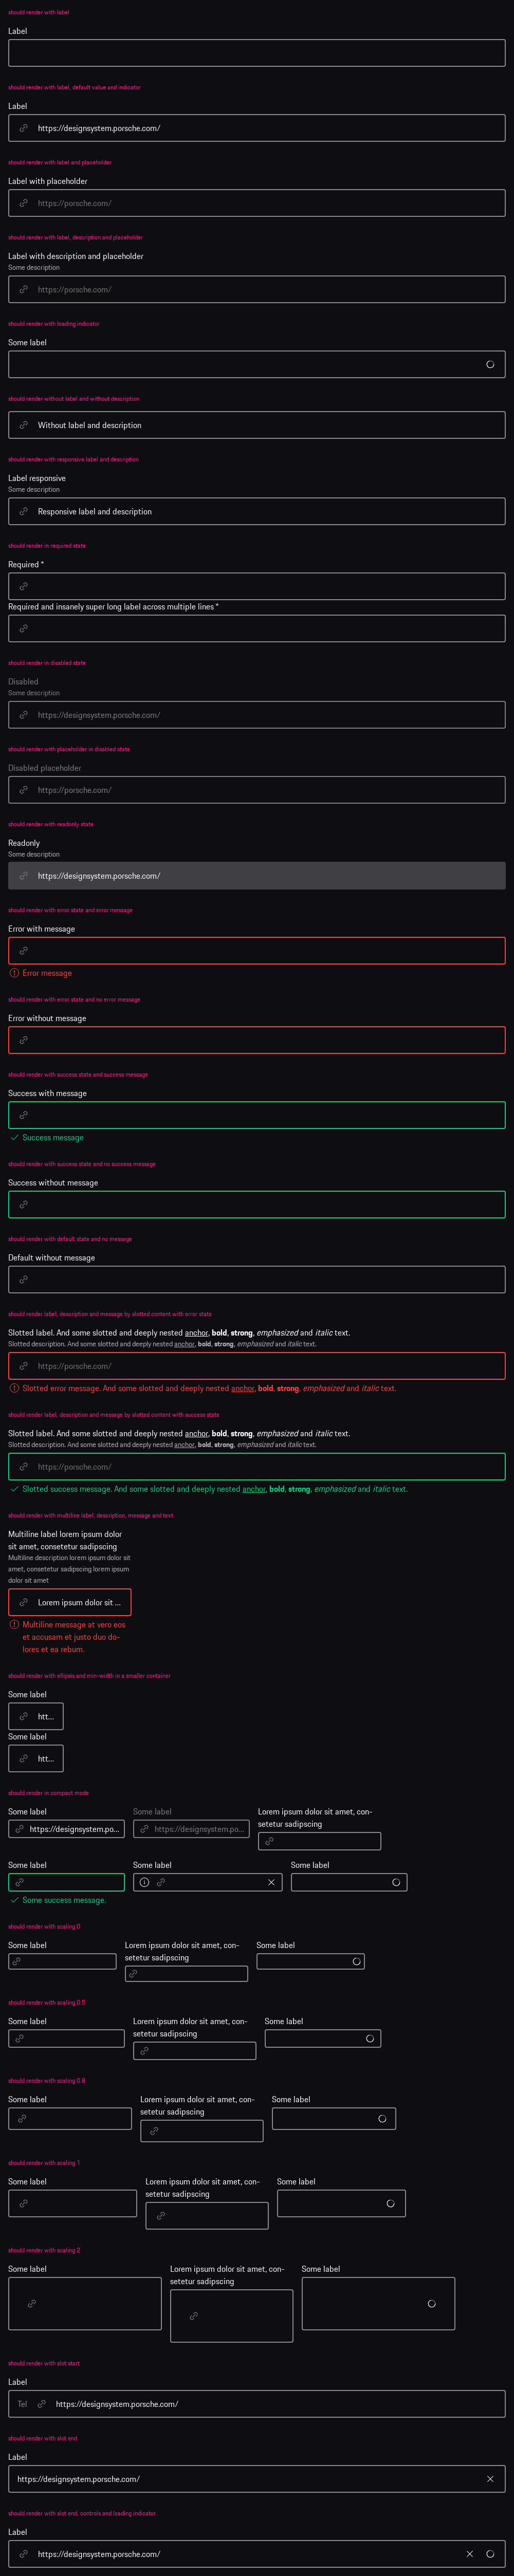 should render with label
Label
should render with label, default value and indicator
Label
https://designsystem.porsche.com/
should render with label and placeholder
Label with placeholder
https://porsche.com/
should render with label, description and placeholder
Label with description and placeholder
Some description
https://porsche.com/
should render with loading indicator
Some label
should render without label and without description
Without label and description
should render with responsive label and description
Label responsive
Some description
Responsive label and description
should render in required state
Required *
Required and insanely super long label across multiple lines *
should render in disabled state
Disabled
Some description
https://designsystem.porsche.com/
should render with placeholder in disabled state
Disabled placeholder
https://porsche.com/
should render with readonly state
Readonly
Some description
https://designsystem.porsche.com/
should render with error state and error message
Error with message
Error message
should render with error state and no error message
Error without message
should render with success state and success message
Success with message
Success message
should render with success state and no success message
Success without message
should render with default state and no message
Default without message
should render label, description and message by slotted content with error state
Slotted label. And some slotted and deeply nested anchor, bold, strong, emphasized and italic text.
Slotted description. And some slotted and deeply nested anchor, bold, strong, emphasized and italic text.
https://porsche.com/
Slotted error message. And some slotted and deeply nested anchor, bold, strong, emphasized and italic text.
should render label, description and message by slotted content with success state
Slotted label. And some slotted and deeply nested anchor, bold, strong, emphasized and italic text.
Slotted description. And some slotted and deeply nested anchor, bold, strong, emphasized and italic text.
https://porsche.com/
Slotted success message. And some slotted and deeply nested anchor, bold, strong, emphasized and italic text.
should render with multiline label, description, message and text
Multiline label lorem ipsum dolor
sit amet, consetetur sadipscing
Multiline description lorem ipsum dolor sit
amet, consetetur sadipscing lorem ipsum
dolor sit amet
Lorem ipsum dolor sit ...
Multiline message at vero eos
et accusam et justo duo do-
lores et ea rebum.
should render with ellipsis and min-width in a smaller container
Some label
htt...
Some label
htt...
should render in compact mode
Some label
https://designsystem.po...
Some label
https://designsystem.po...
Lorem ipsum dolor sit amet, con-
setetur sadipscing
Some label
Some success message.
Some label
Some label
should render with scaling 0
Some label
Lorem ipsum dolor sit amet, con-
setetur sadipscing
Some label
should render with scaling 0.5
Some label
Lorem ipsum dolor sit amet, con-
setetur sadipscing
Some label
should render with scaling 0.8
Some label
Lorem ipsum dolor sit amet, con-
setetur sadipscing
Some label
should render with scaling 1
Some label
Lorem ipsum dolor sit amet, con-
setetur sadipscing
Some label
should render with scaling 2
Some label
Lorem ipsum dolor sit amet, con-
setetur sadipscing
Some label
should render with slot start
Label
Tel
https://designsystem.porsche.com/
should render with slot end
Label
https://designsystem.porsche.com/
should render with slot end, controls and loading indicator
Label
https://designsystem.porsche.com/